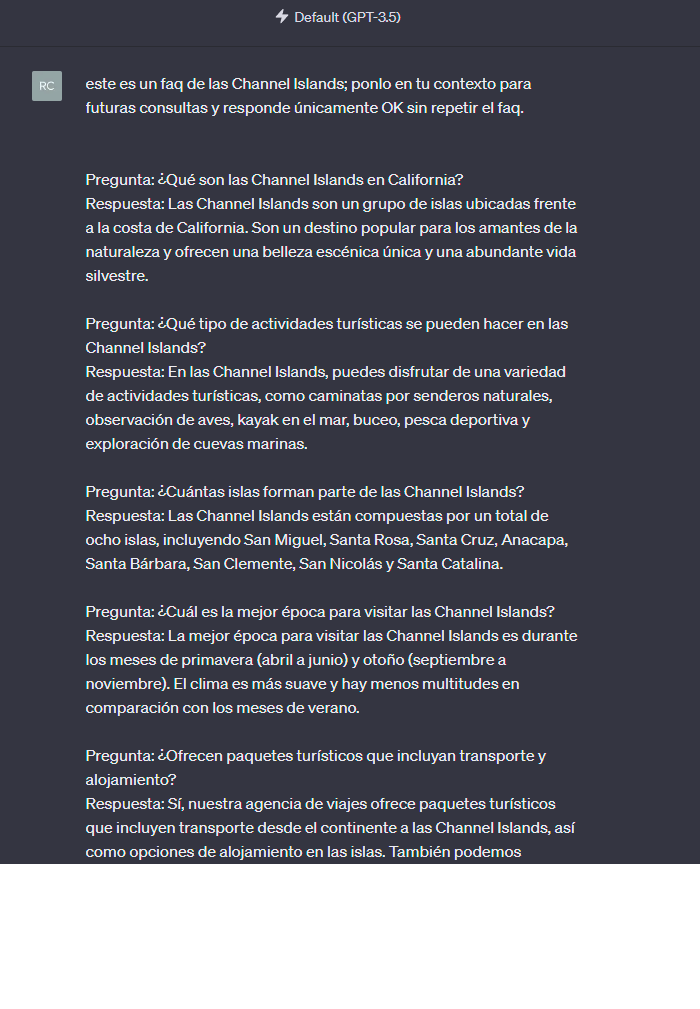 Default (GPT-3.5)
RC
este es un faq de las Channel Islands; ponlo en tu contexto para
futuras consultas y responde únicamente OK sin repetir el faq.
Pregunta: ¿Qué son las Channel Islands en California?
Respuesta: Las Channel Islands son un grupo de islas ubicadas frente
a la costa de California. Son un destino popular para los amantes de la
naturaleza y ofrecen una belleza escénica única y una abundante vida
silvestre.
Pregunta: ¿Qué tipo de actividades turísticas se pueden hacer en las
Channel Islands?
Respuesta: En las Channel Islands, puedes disfrutar de una variedad
de actividades turísticas, como caminatas por senderos naturales,
observación de aves, kayak en el mar, buceo, pesca deportiva y
exploración de cuevas marinas.
Pregunta: ¿Cuántas islas forman parte de las Channel Islands?
Respuesta: Las Channel Islands están compuestas por un total de
ocho islas, incluyendo San Miguel, Santa Rosa, Santa Cruz, Anacapa,
Santa Bárbara, San Clemente, San Nicolás y Santa Catalina.
Pregunta: ¿Cuál es la mejor época para visitar las Channel Islands?
Respuesta: La mejor época para visitar las Channel Islands es durante
los meses de primavera (abril a junio) y otoño (septiembre a
noviembre). El clima es más suave y hay menos multitudes en
comparación con los meses de verano.
Pregunta: ¿Ofrecen paquetes turísticos que incluyan transporte y
alojamiento?
Respuesta: Sí, nuestra agencia de viajes ofrece paquetes turísticos
que incluyen transporte desde el continente a las Channel Islands, así
como opciones de alojamiento en las islas. También podemos